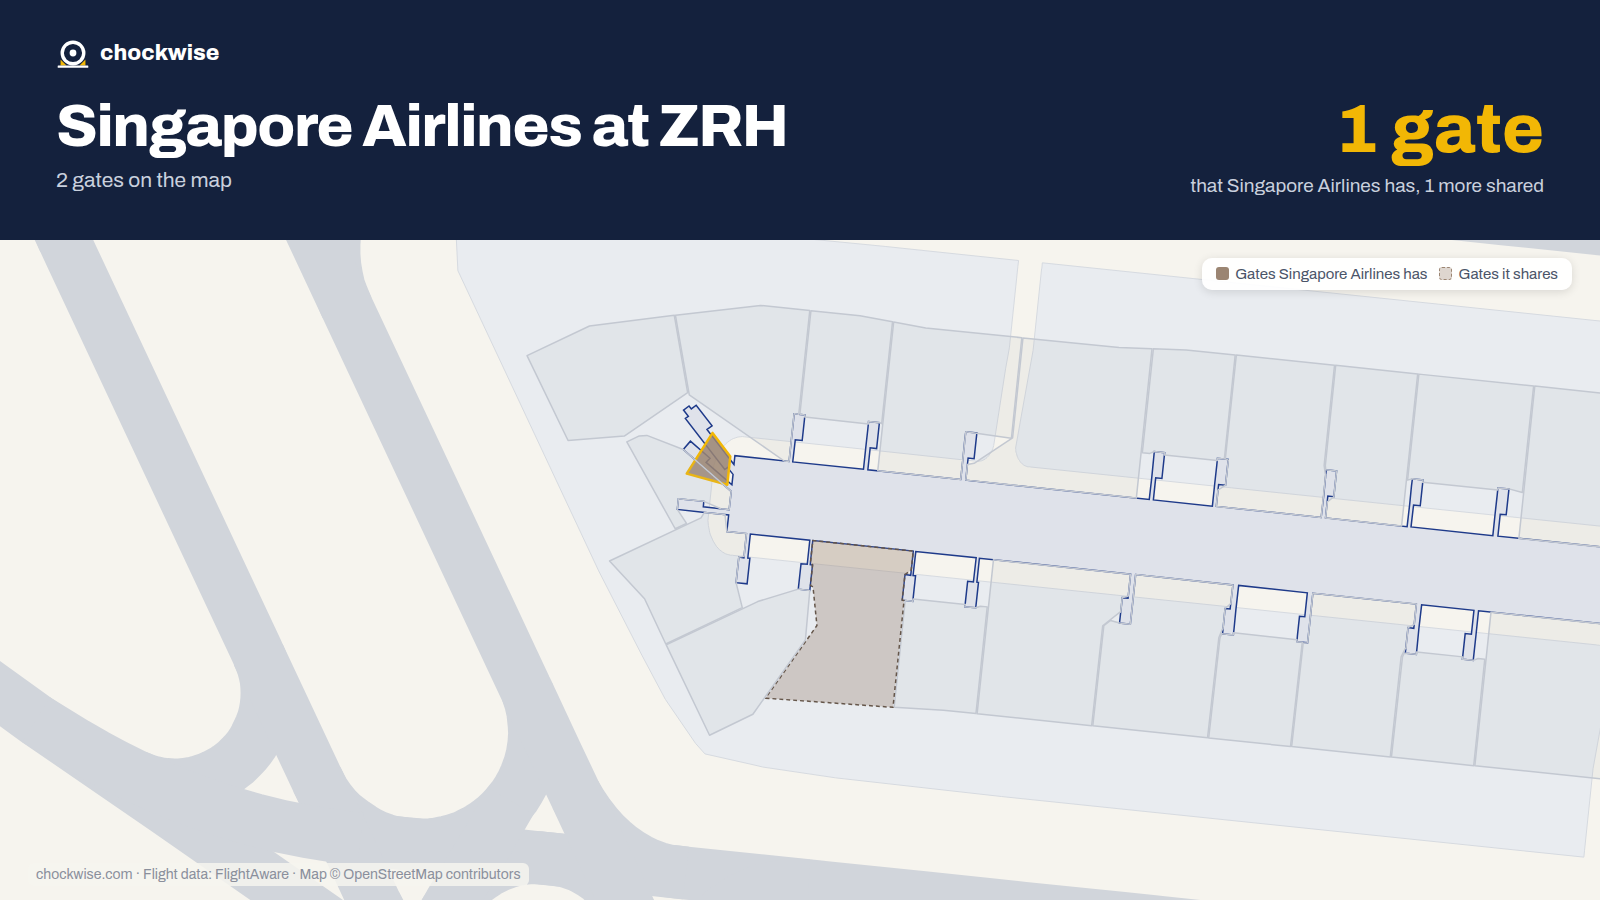 chockwise
Singapore Airlines at ZRH
2 gates on the map
1 gate
that Singapore Airlines has, 1 more shared
Gates Singapore Airlines has
Gates it shares
chockwise.com · Flight data: FlightAware · Map © OpenStreetMap contributors